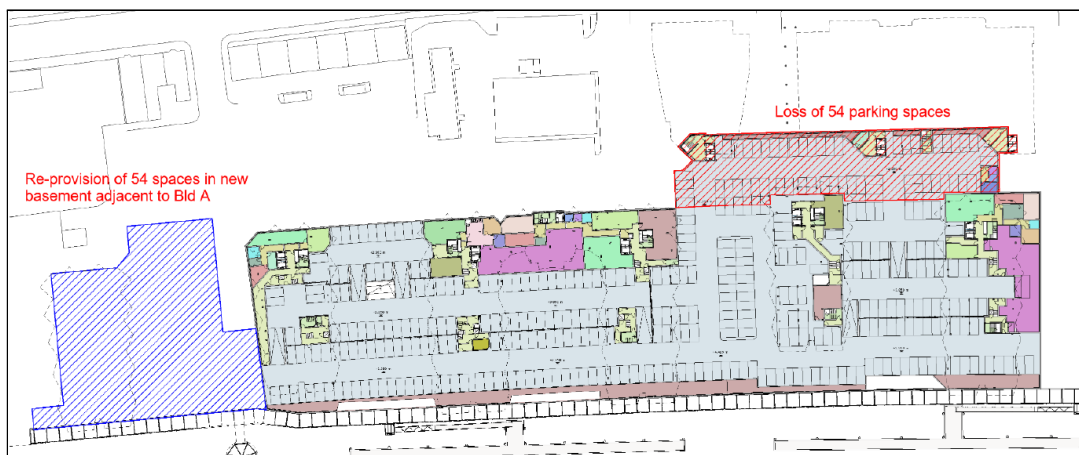 Loss of 54 parking spaces
Re-provision of 54 spaces in new
basement adjacent to Bld A